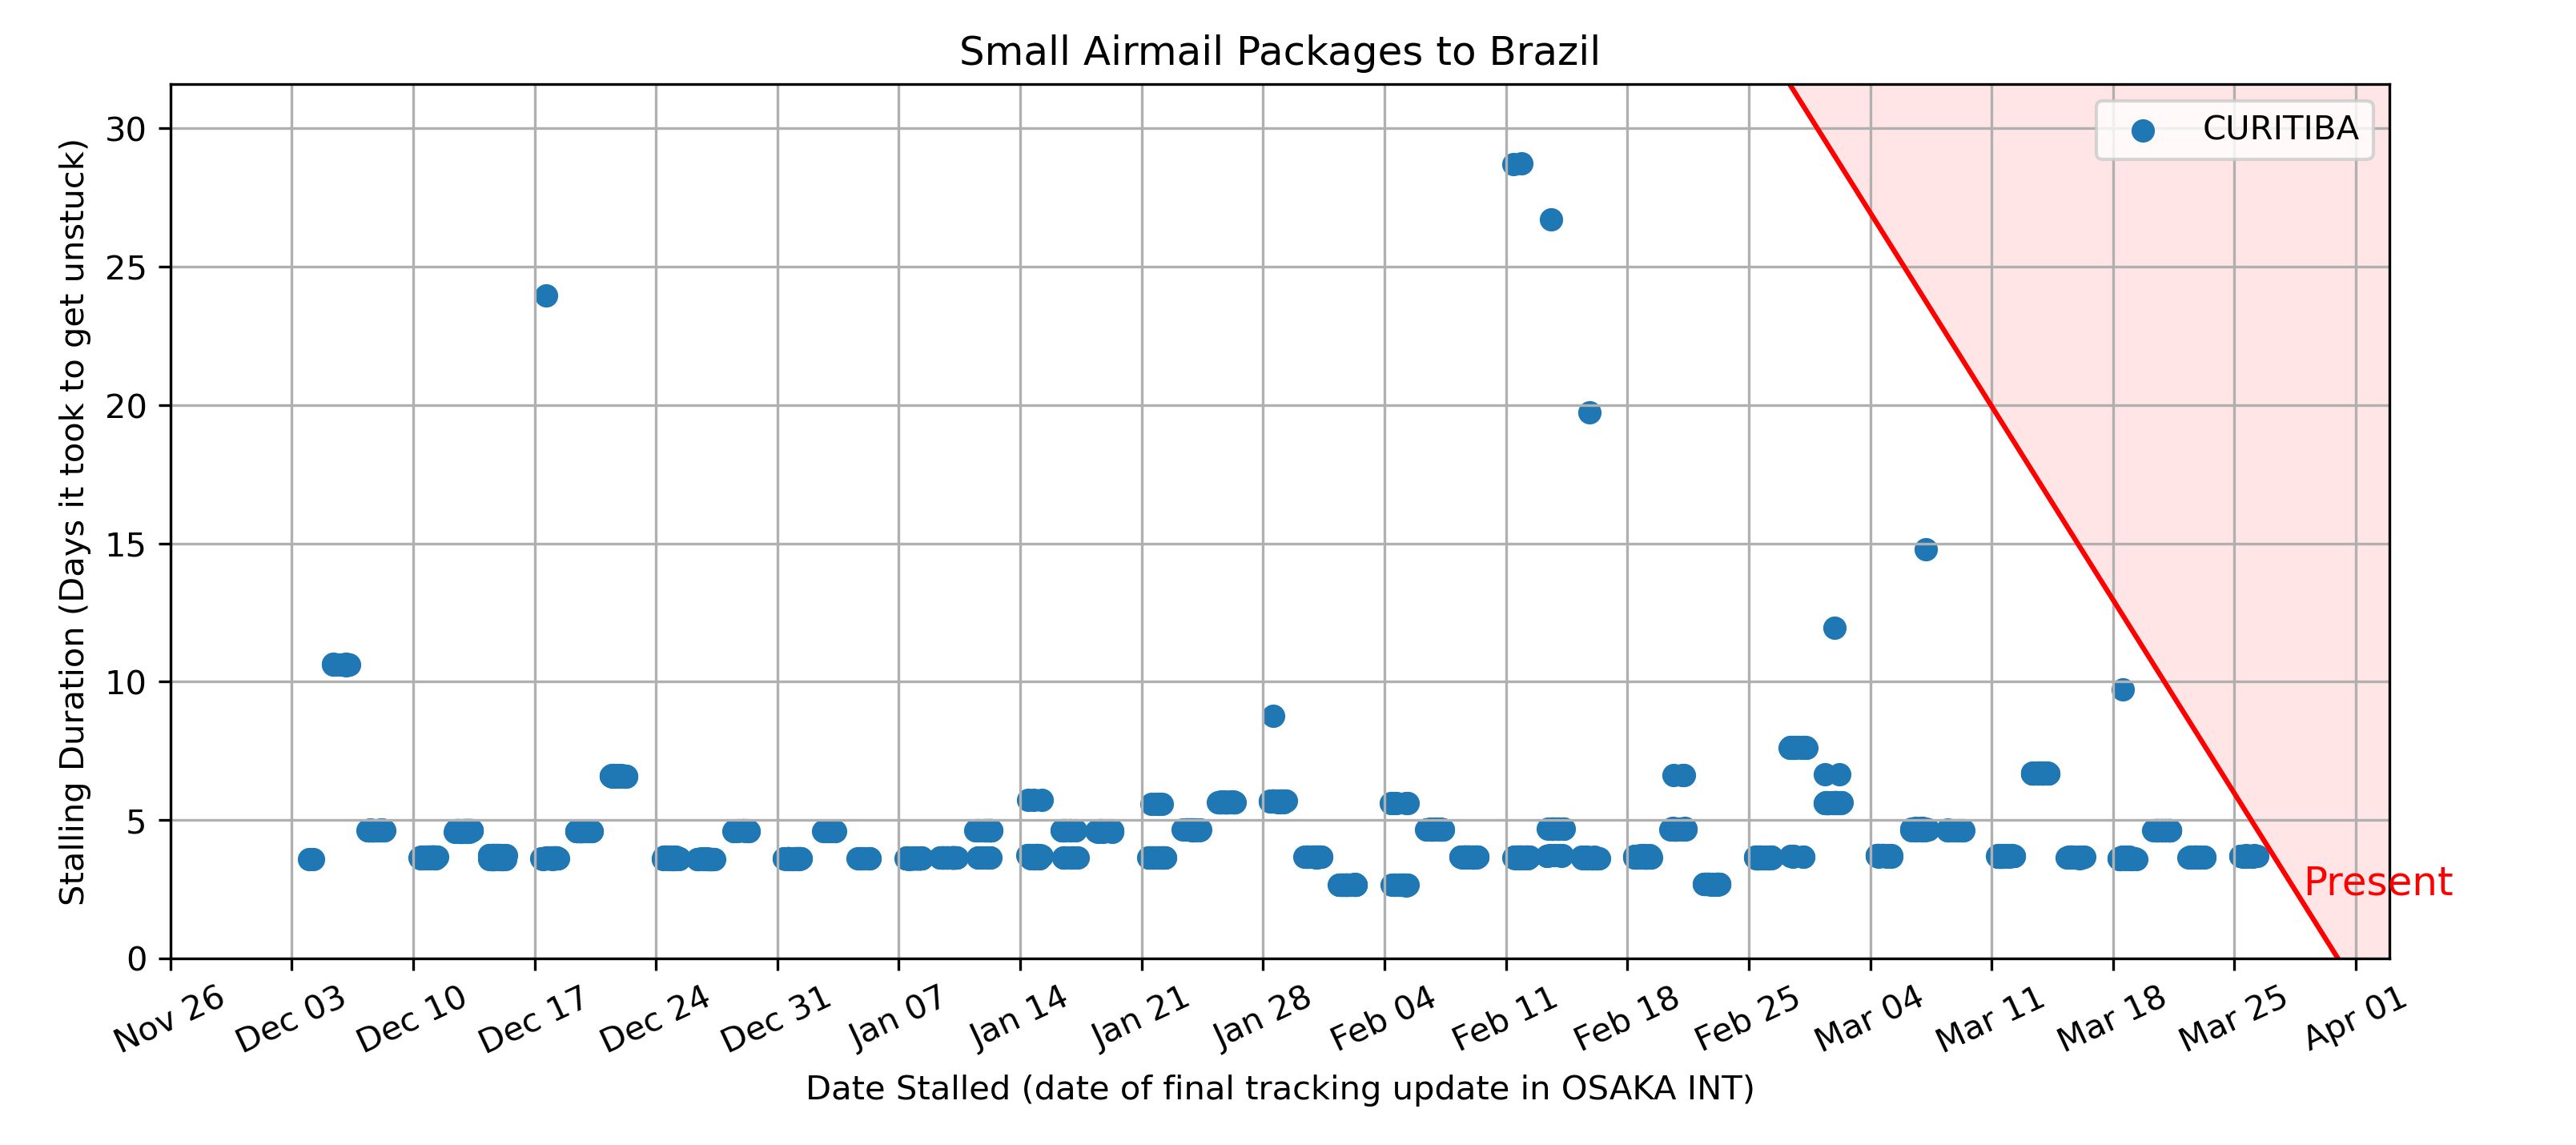 Small Airmail Packages to Brazil
CURITIBA
Stalling Duration (Days it took to get unstuck)
30
25
20
15
10
5
0
Present
Nov 26
Dec 03
Dec 10
Dec 17
Dec 24
Dec 31
Jan 07
Jan 14
Jan 21
Jan 28
Feb 04
Feb 11
Feb 18
Feb 25
Mar 04
Mar 11
Mar 18
Mar 25
Apr 01
Date Stalled (date of final tracking update in OSAKA INT)